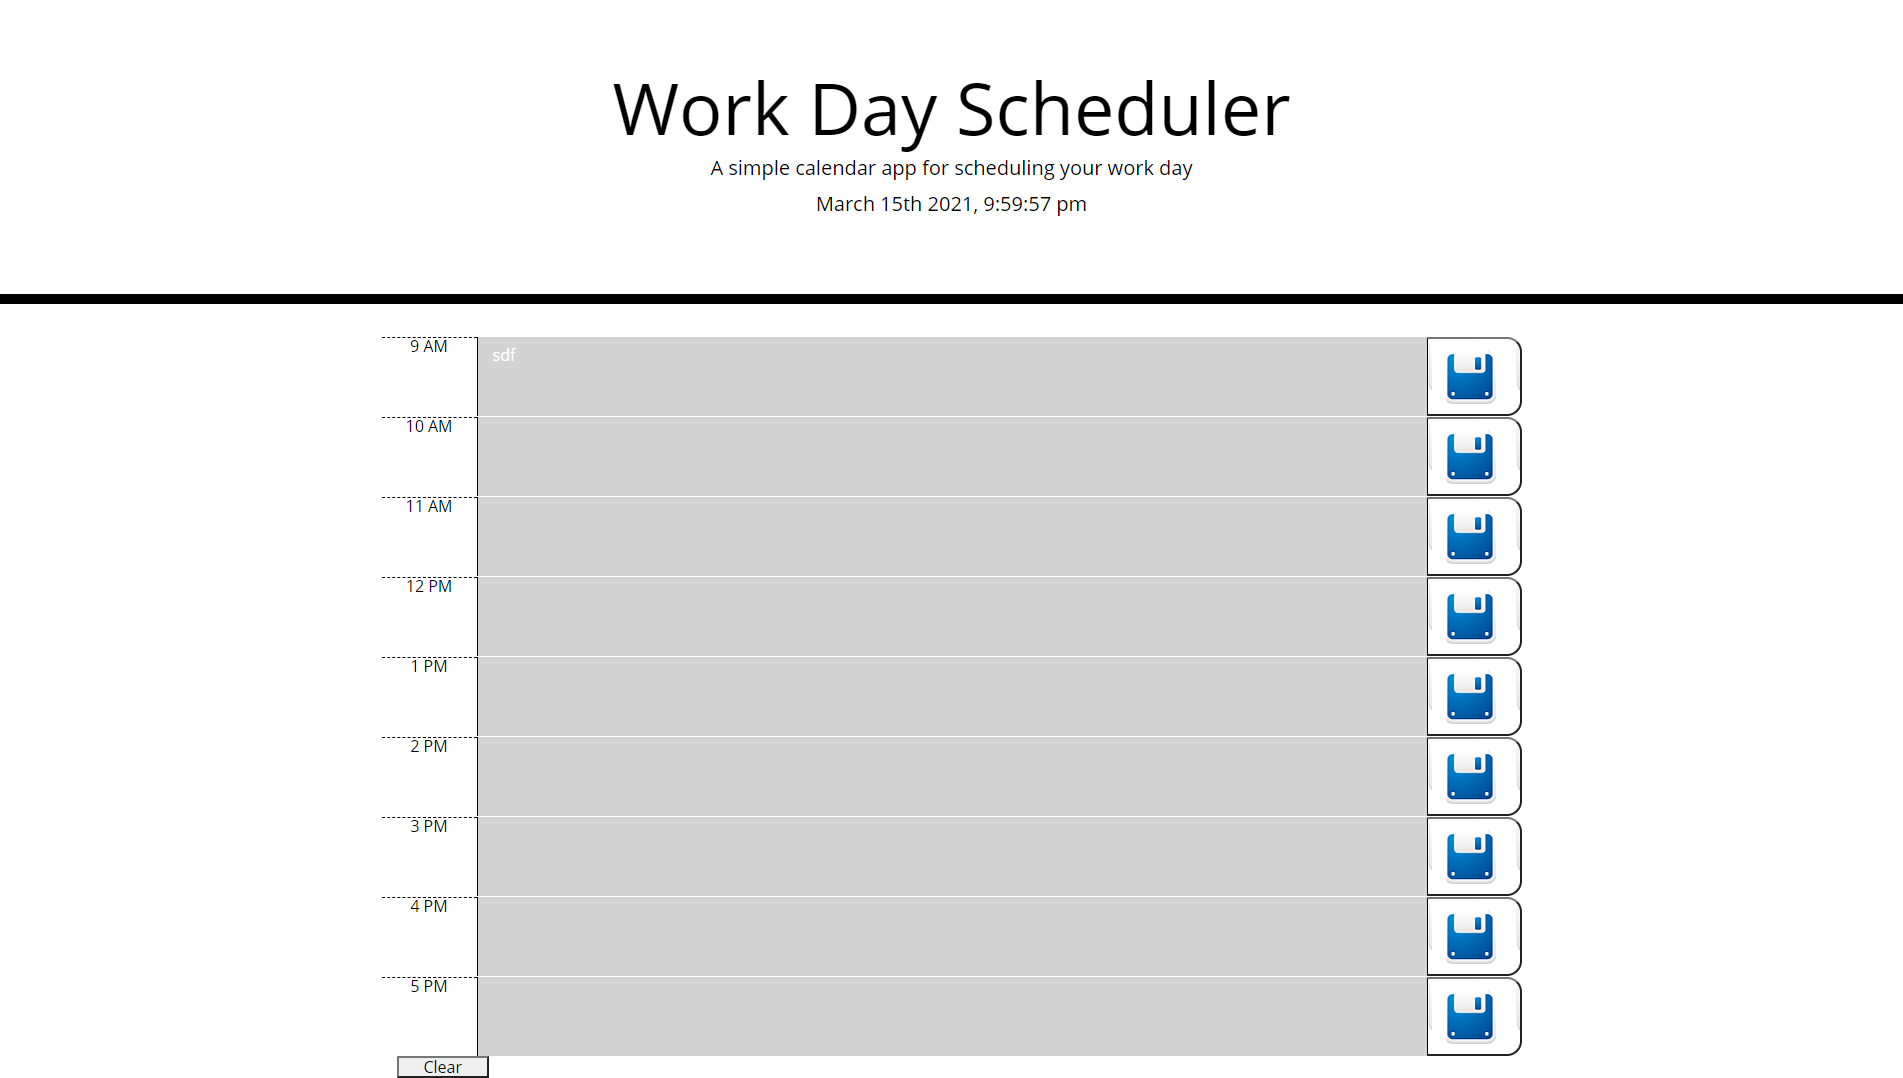 Work Day Scheduler
A simple calendar app for scheduling your work day
March 15th 2021, 9:59:57 pm
9 AM
sdf
10 AM
11 AM
12 PM
1 PM
2 PM
3 PM
4 PM
5 PM
Clear